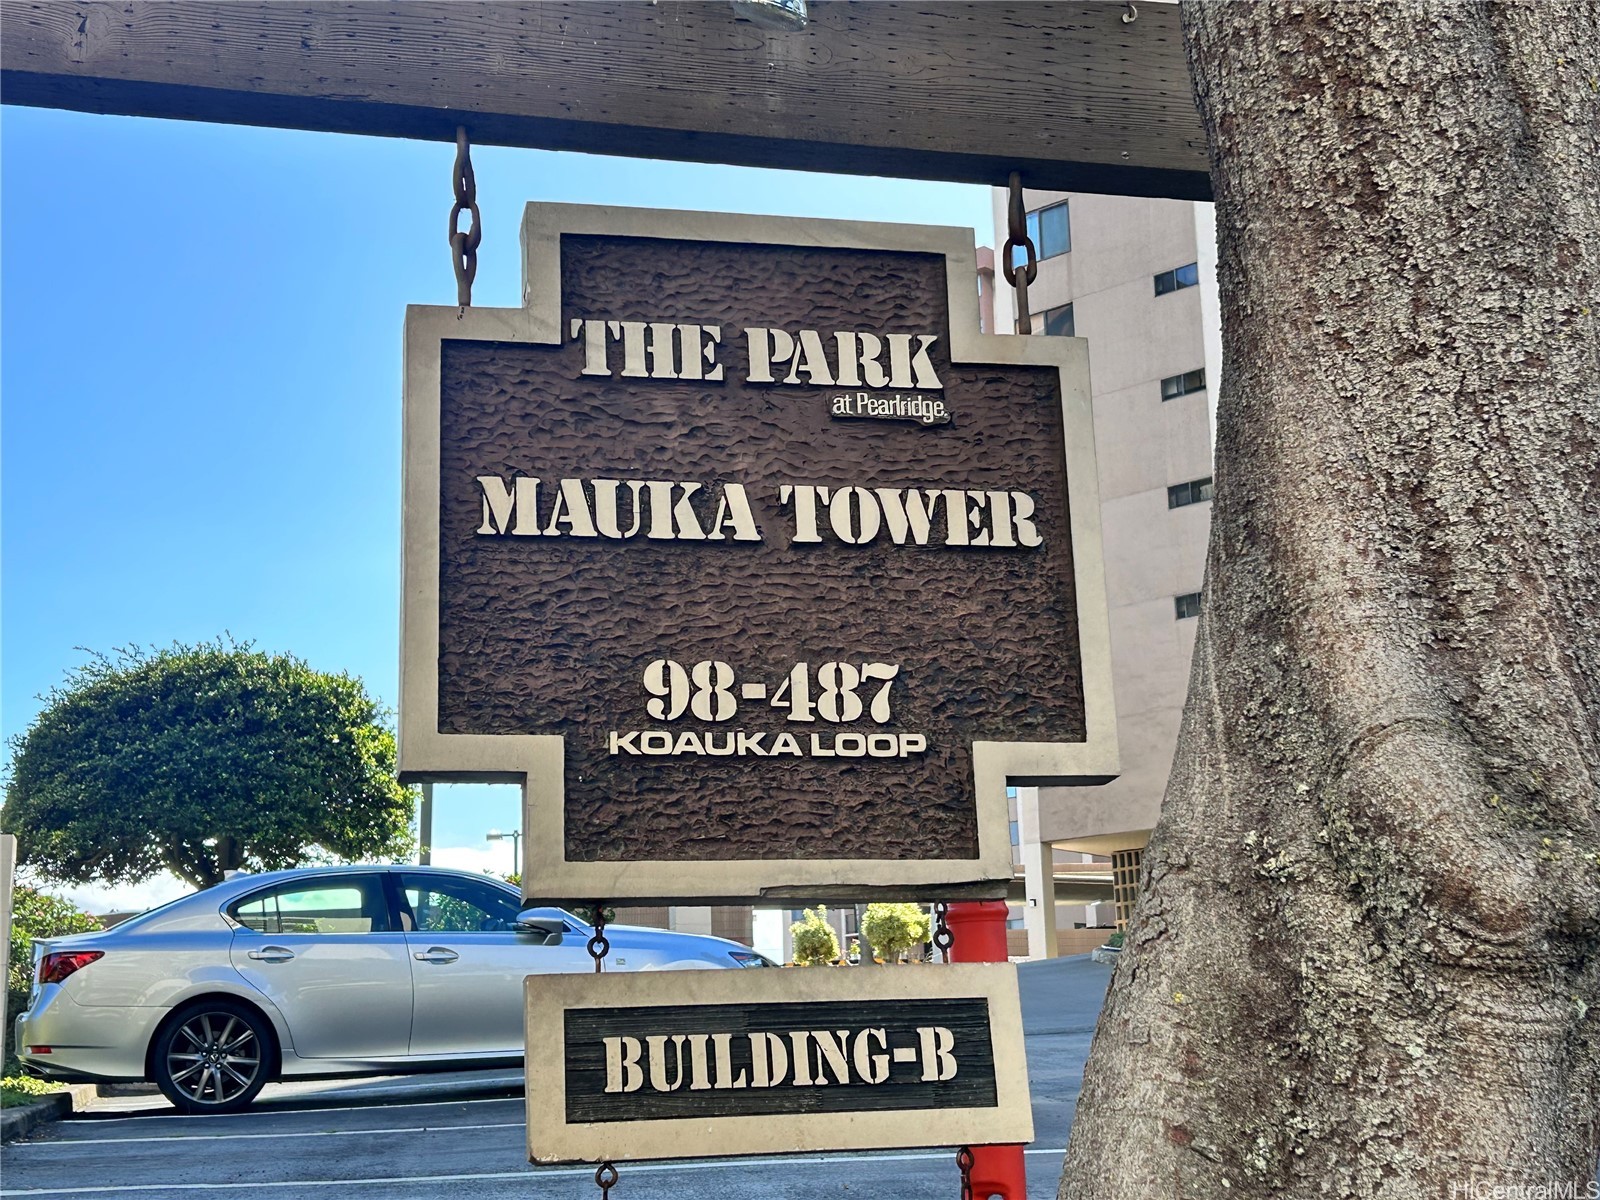 THE PARK
at Pearlridge
MAUKA TOWER
98-487
KOAUKA LOOP
BUILDING-B
HICentralMLS